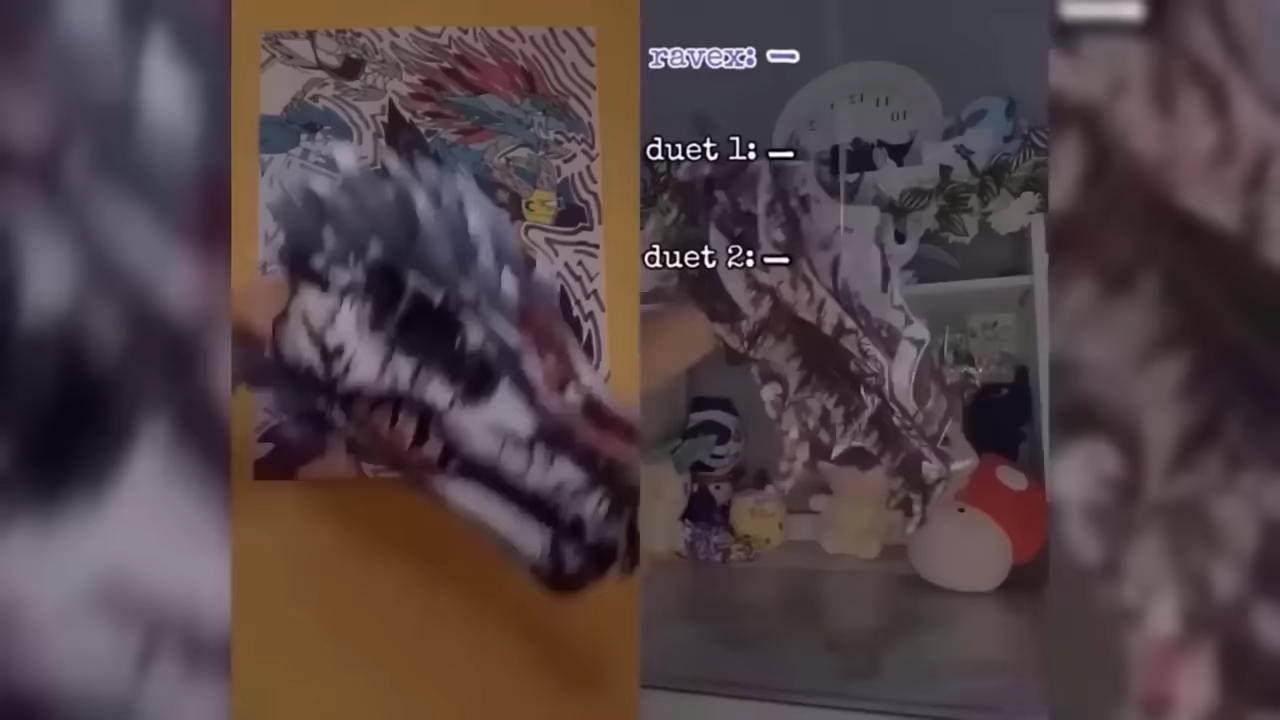 ravex: —
duet 1: —
duet 2: —